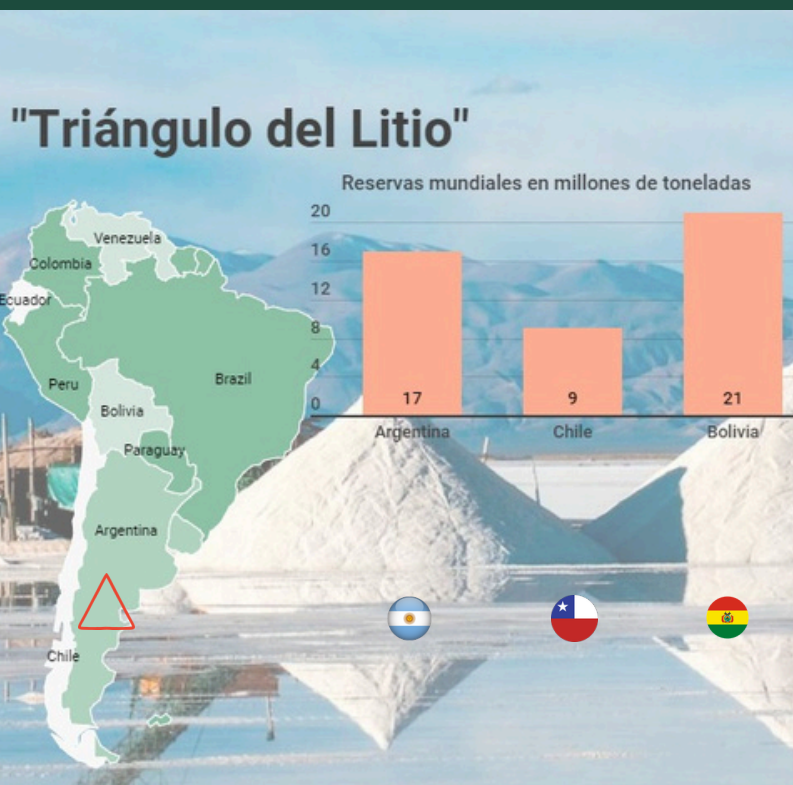 "Triángulo del Litio"
Reservas mundiales en millones de toneladas
Venezuela
Colombia
Ecuador
Peru
Brazil
Bolivia
Paraguay
Argentina
Chile
20
16
12
8
4
0
17
9
21
Argentina
Chile
Bolivia